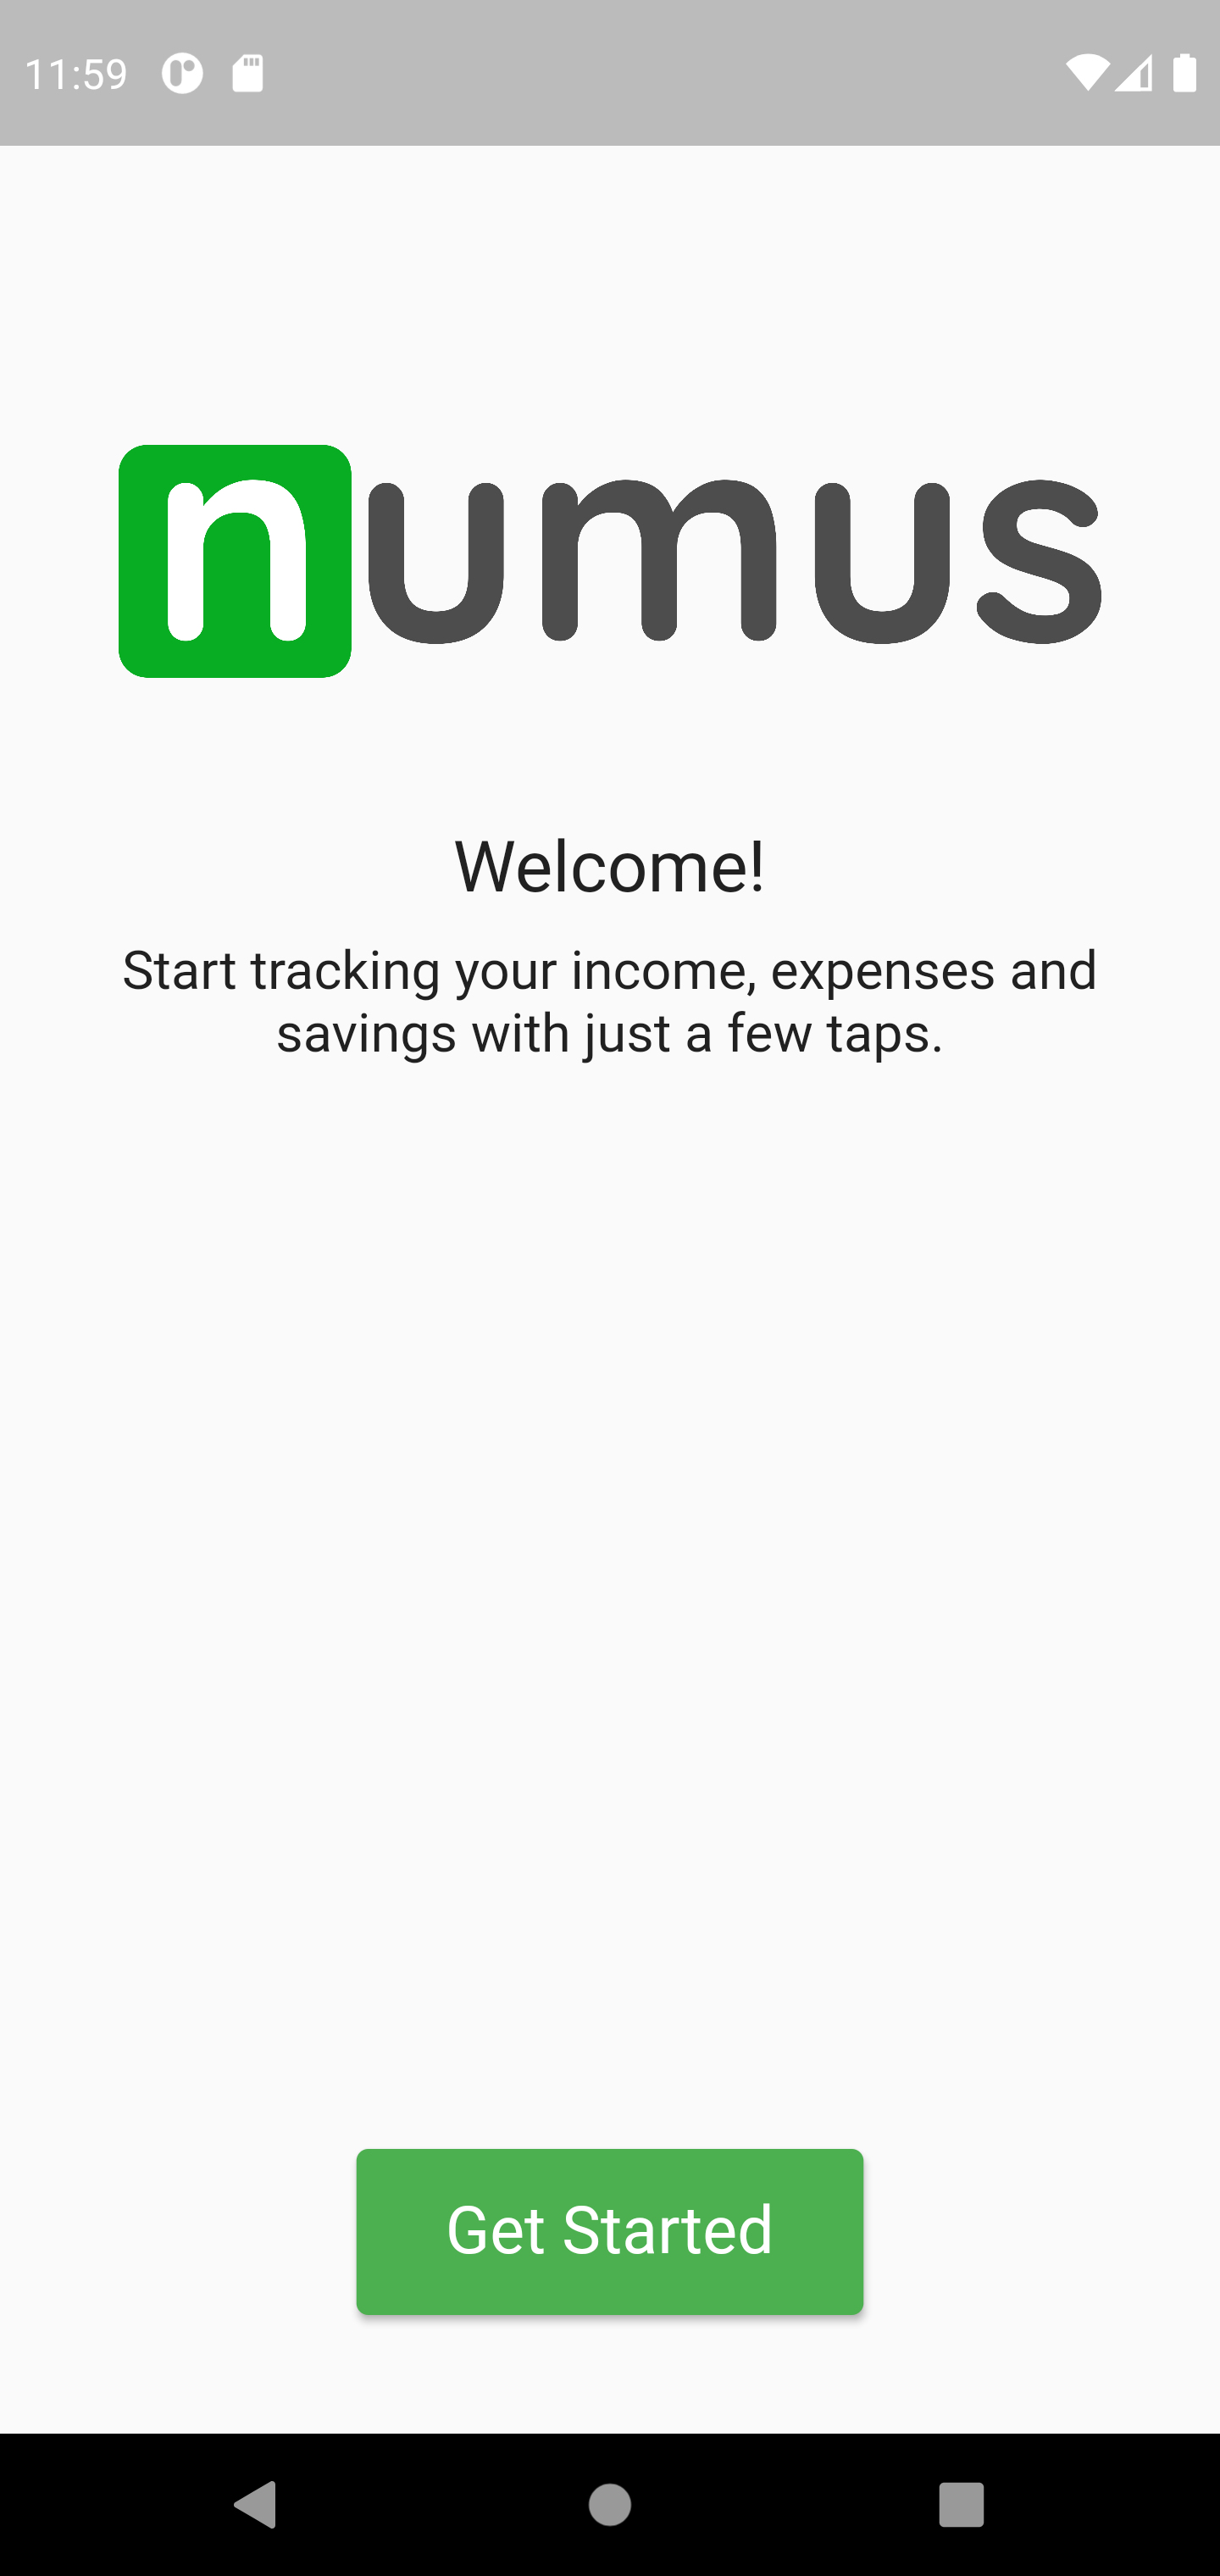 11:59
numus
Welcome!
Start tracking your income, expenses and
savings with just a few taps.
Get Started